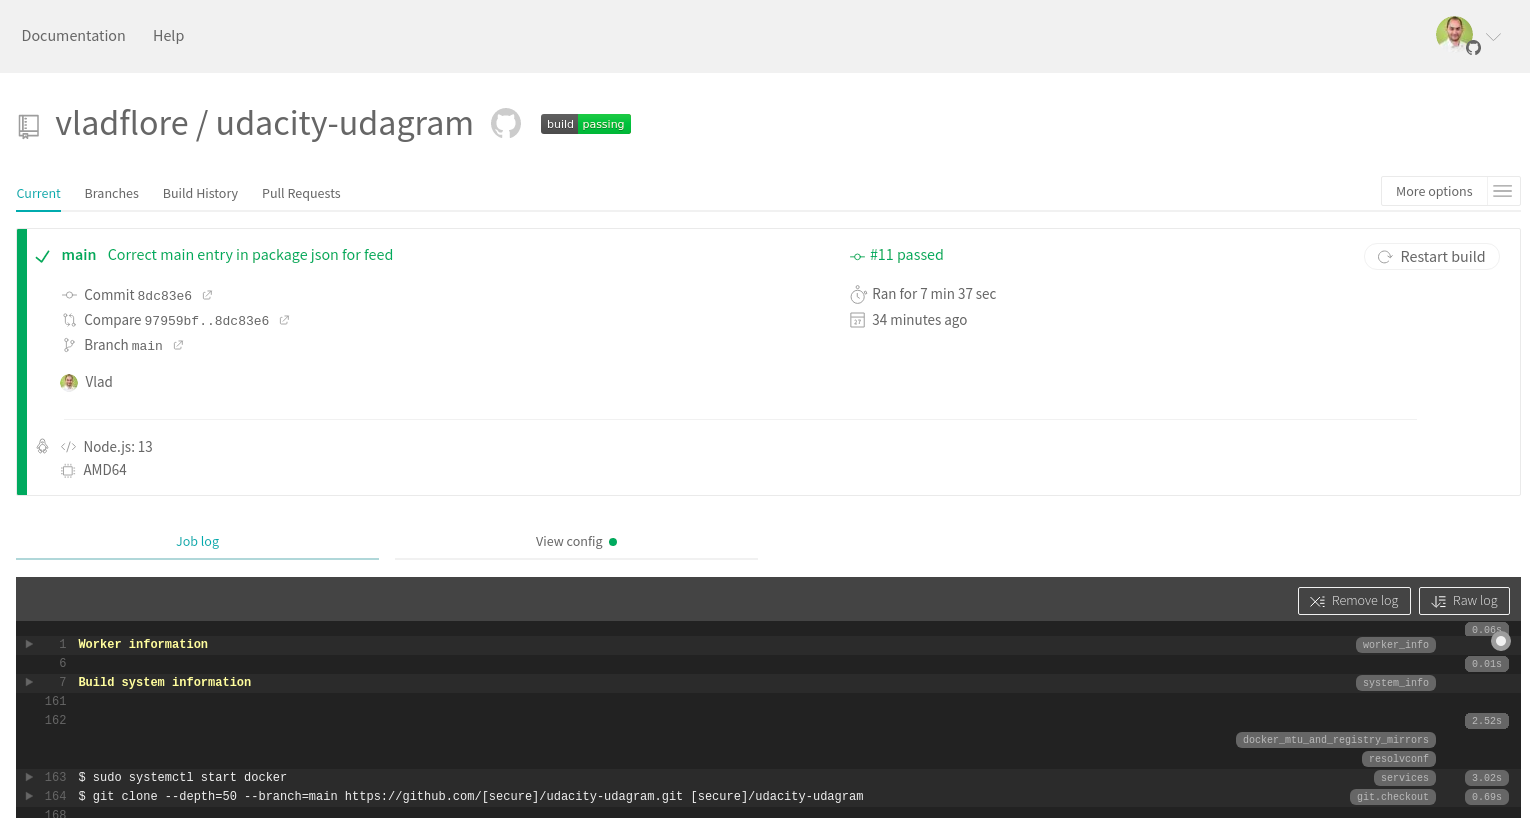 Documentation Help
vladflore / udacity-udagram build passing
Current Branches Build History Pull Requests More options
main Correct main entry in package json for feed #11 passed Restart build
Commit 8dc83e6 Ran for 7 min 37 sec
Compare 97959bf..8dc83e6 27 34 minutes ago
Branch main
Vlad
Node.js: 13
AMD64
Job log View config
Remove log Raw log
0.06s
1 Worker information worker_info
6 0.01s
7 Build system information system_info
161
162 2.52s
docker_mtu_and_registry_mirrors
resolvconf
163 $ sudo systemctl start docker services 3.02s
164 $ git clone --depth=50 --branch=main https://github.com/[secure]/udacity-udagram.git [secure]/udacity-udagram git.checkout 0.69s
168